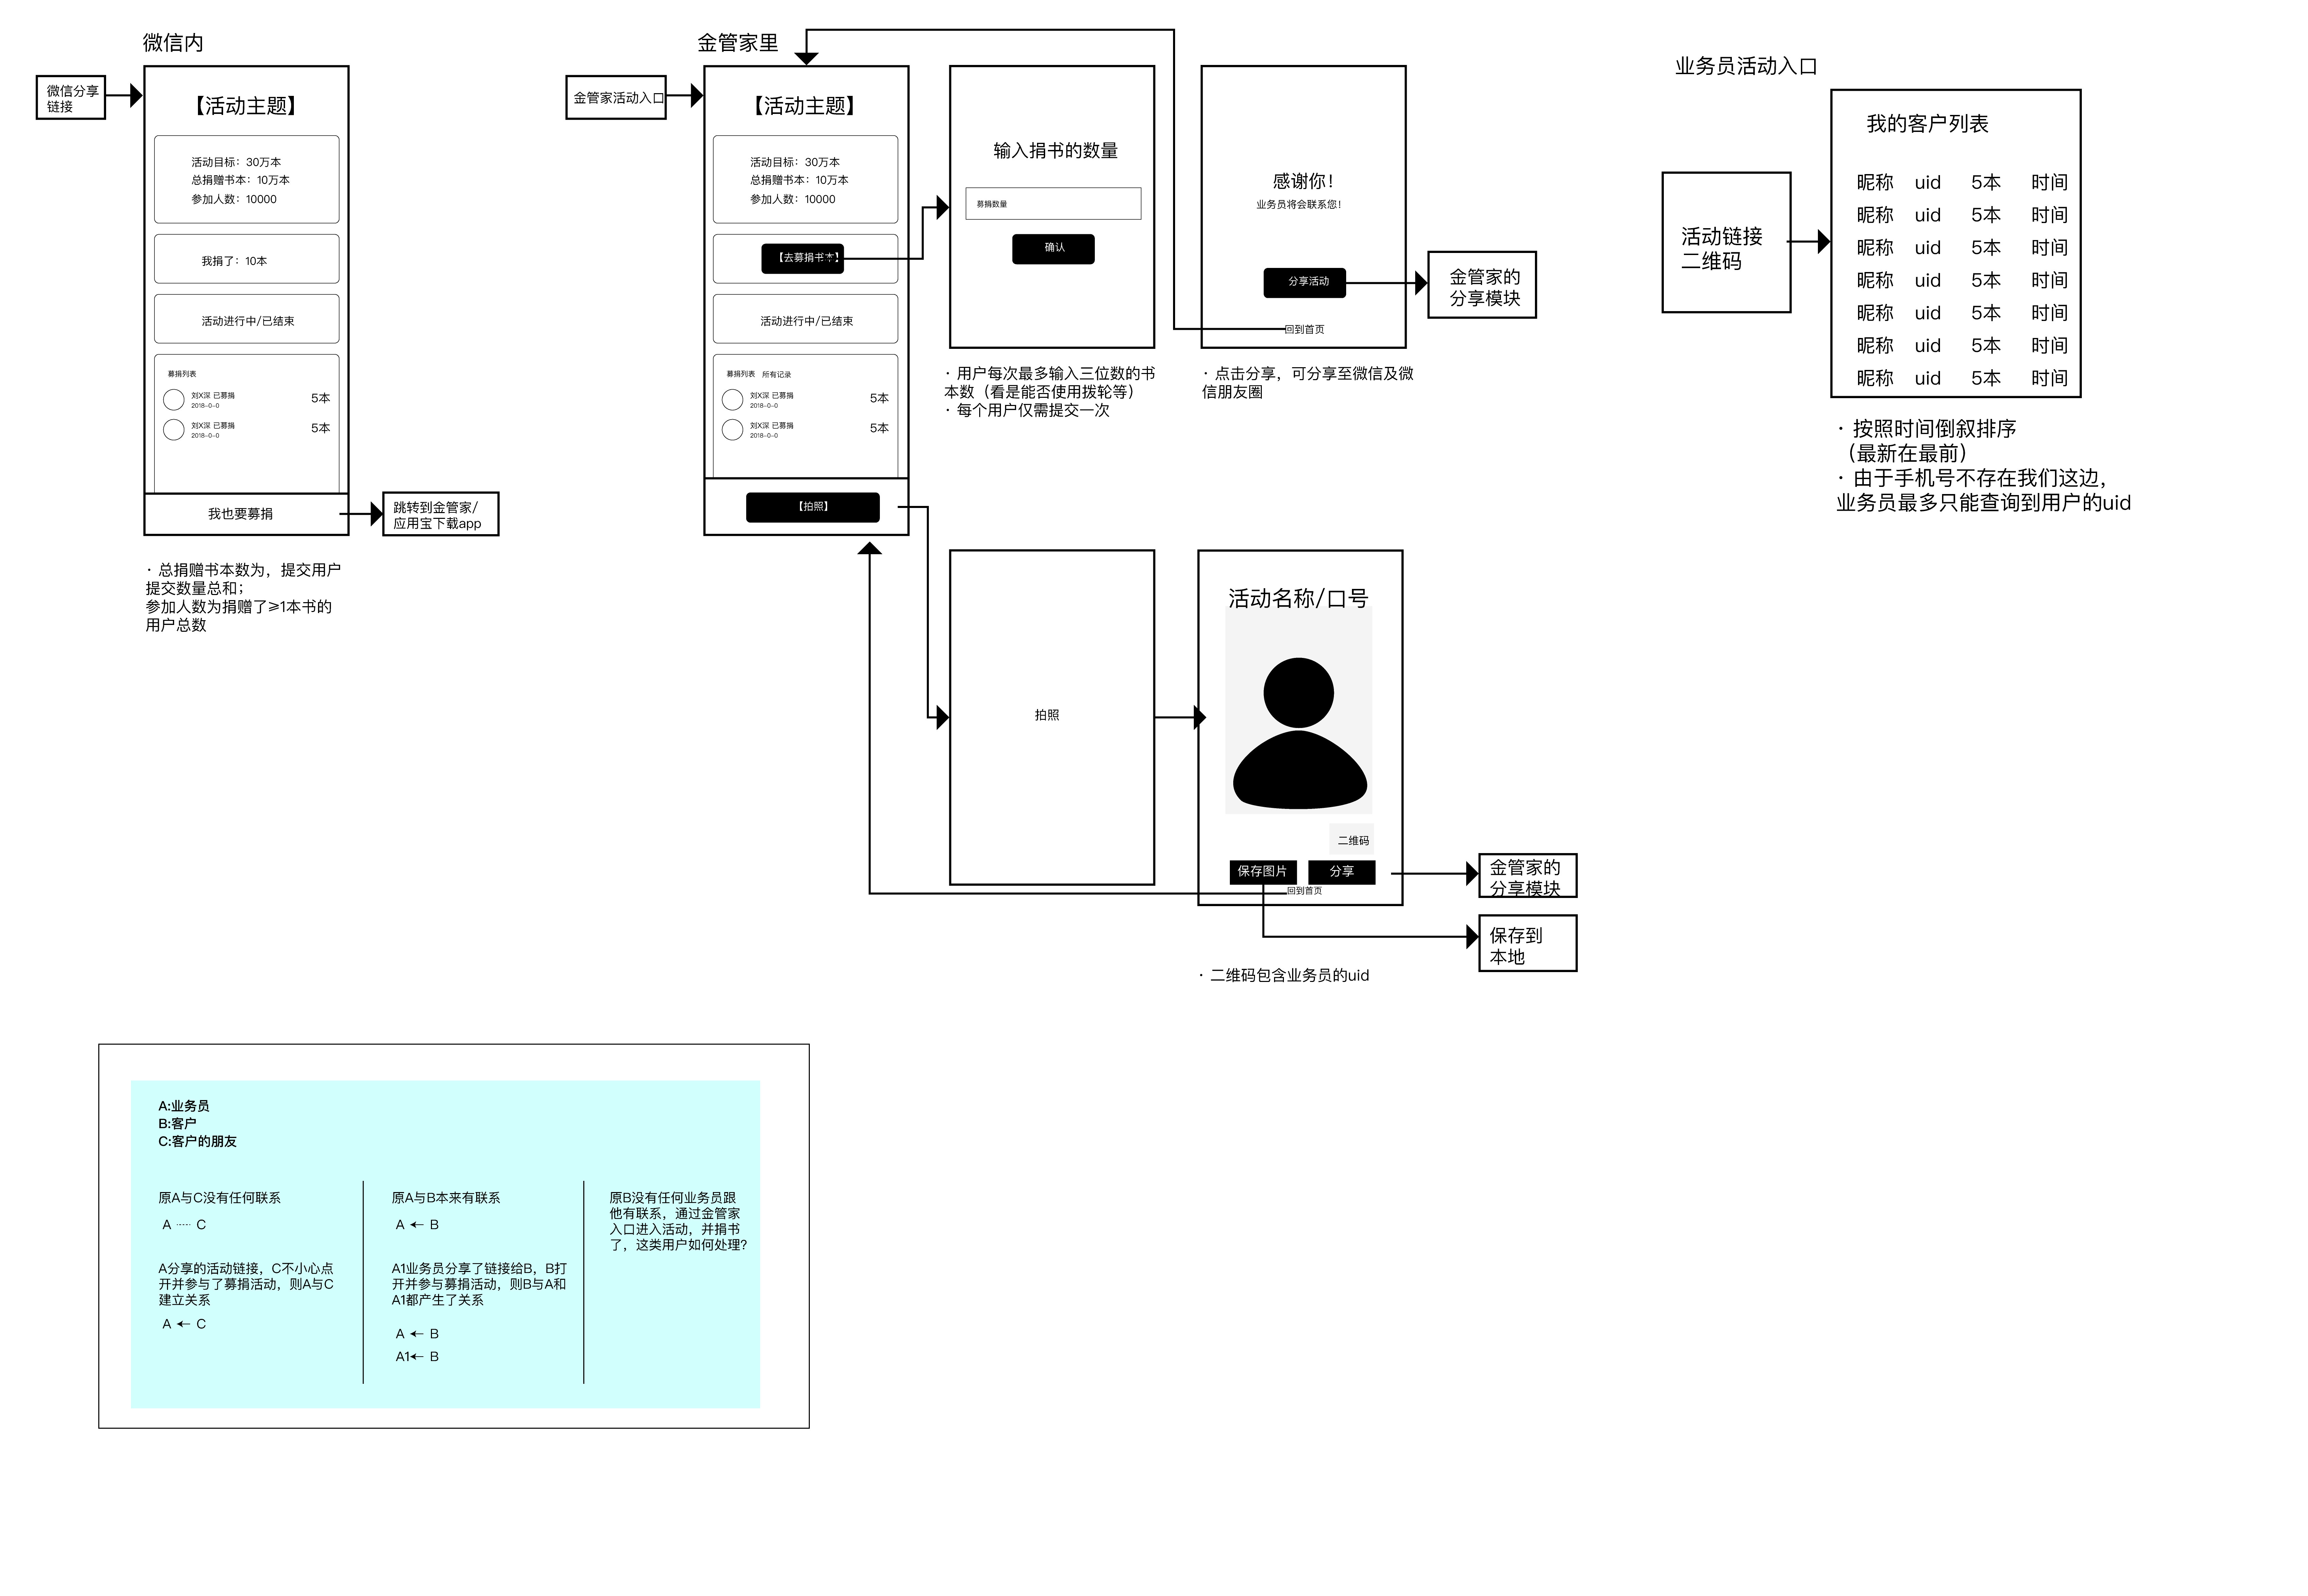 微信内
微信分享
链接
【活动主题】
活动目标：30万本
总捐赠书本：10万本
参加人数：10000
我捐了：10本
活动进行中/已结束
募捐列表
刘X深 已募捐
2018-0-0
5本
刘X深 已募捐
2018-0-0
5本
我也要募捐
跳转到金管家/
应用宝下载app
· 总捐赠书本数为，提交用户
提交数量总和；
参加人数为捐赠了≥1本书的
用户总数
金管家里
金管家活动入口
【活动主题】
活动目标：30万本
总捐赠书本：10万本
参加人数：10000
【去募捐书本】
活动进行中/已结束
募捐列表 所有记录
刘X深 已募捐
2018-0-0
5本
刘X深 已募捐
2018-0-0
5本
【拍照】
输入捐书的数量
募捐数量
确认
· 用户每次最多输入三位数的书
本数（看是能否使用拨轮等）
· 每个用户仅需提交一次
感谢你！
业务员将会联系您！
分享活动
回到首页
金管家的
分享模块
· 点击分享，可分享至微信及微
信朋友圈
拍照
活动名称/口号
二维码
保存图片
分享
回到首页
金管家的
分享模块
保存到
本地
· 二维码包含业务员的uid
业务员活动入口
活动链接
二维码
我的客户列表
昵称 uid 5本 时间
昵称 uid 5本 时间
昵称 uid 5本 时间
昵称 uid 5本 时间
昵称 uid 5本 时间
昵称 uid 5本 时间
昵称 uid 5本 时间
· 按照时间倒叙排序
（最新在最前）
· 由于手机号不存在我们这边，
业务员最多只能查询到用户的uid
A:业务员
B:客户
C:客户的朋友
原A与C没有任何联系
A ---- C
A分享的活动链接，C不小心点
开并参与了募捐活动，则A与C
建立关系
A ← C
原A与B本来有联系
A ← B
A1业务员分享了链接给B，B打
开并参与募捐活动，则B与A和
A1都产生了关系
A ← B
A1← B
原B没有任何业务员跟
他有联系，通过金管家
入口进入活动，并捐书
了，这类用户如何处理?